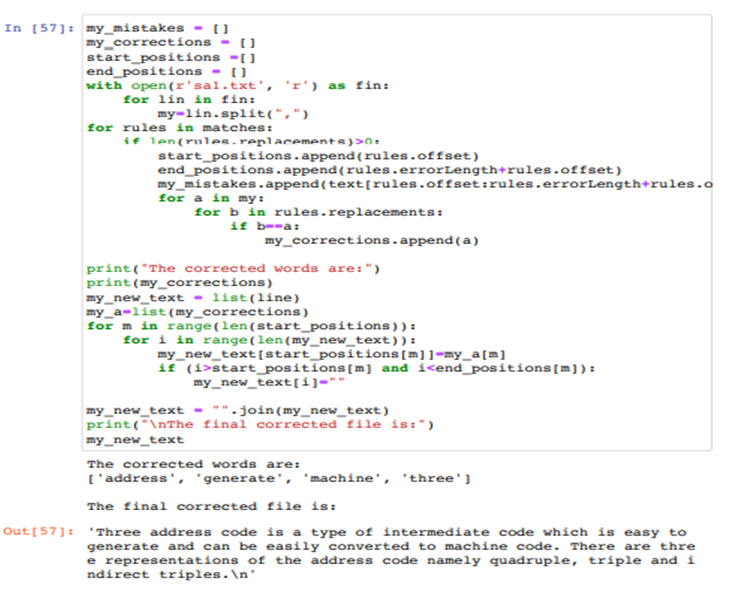 In [57]: my_mistakes = []
my_corrections = []
start_positions =[]
end_positions = []
with open(r'sal.txt', 'r') as fin:
    for lin in fin:
        my=lin.split(",")
for rules in matches:
    if len(rules.replacements)>0:
        start_positions.append(rules.offset)
        end_positions.append(rules.errorLength+rules.offset)
        my_mistakes.append(text[rules.offset:rules.errorLength+rules.o
        for a in my:
            for b in rules.replacements:
                if b==a:
                    my_corrections.append(a)
print("The corrected words are:")
print(my_corrections)
my_new_text = list(line)
my_a=list(my_corrections)
for m in range(len(start_positions)):
    for i in range(len(my_new_text)):
        my_new_text[start_positions[m]]=my_a[m]
        if (i>start_positions[m] and i<end_positions[m]):
            my_new_text[i]=""
my_new_text = "".join(my_new_text)
print("\nThe final corrected file is:")
my_new_text
The corrected words are:
['address', 'generate', 'machine', 'three']
The final corrected file is:
Out[57]: 'Three address code is a type of intermediate code which is easy to
generate and can be easily converted to machine code. There are thre
e representations of the address code namely quadruple, triple and i
ndirect triples.\n'